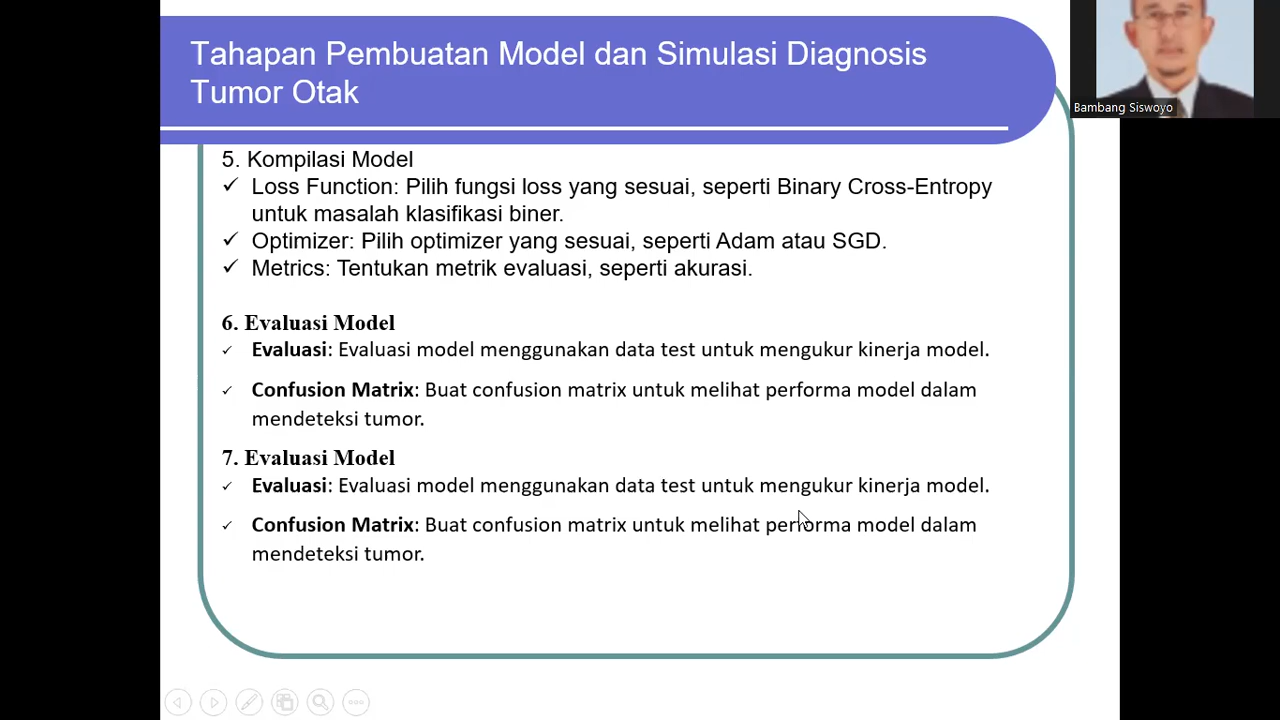 Tahapan Pembuatan Model dan Simulasi Diagnosis
Tumor Otak
Bambang Siswoyo
5. Kompilasi Model
✓ Loss Function: Pilih fungsi loss yang sesuai, seperti Binary Cross-Entropy
untuk masalah klasifikasi biner.
✓ Optimizer: Pilih optimizer yang sesuai, seperti Adam atau SGD.
✓ Metrics: Tentukan metrik evaluasi, seperti akurasi.
6. Evaluasi Model
✓ Evaluasi: Evaluasi model menggunakan data test untuk mengukur kinerja model.
✓ Confusion Matrix: Buat confusion matrix untuk melihat performa model dalam
mendeteksi tumor.
7. Evaluasi Model
✓ Evaluasi: Evaluasi model menggunakan data test untuk mengukur kinerja model.
✓ Confusion Matrix: Buat confusion matrix untuk melihat performa model dalam
mendeteksi tumor.